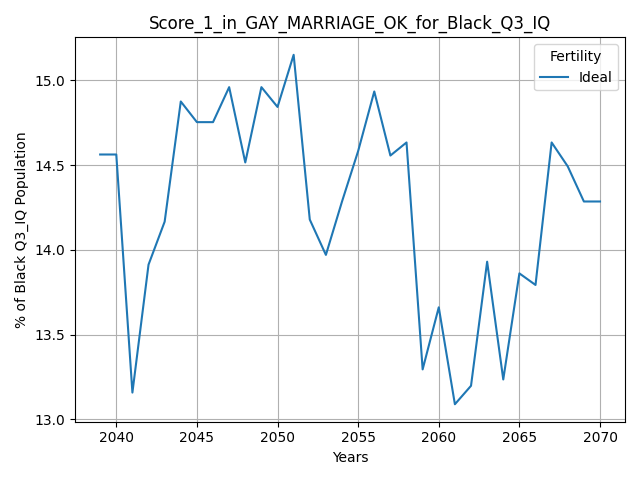 Score_1_in_GAY_MARRIAGE_OK_for_Black_Q3_IQ
Fertility
Ideal
% of Black Q3_IQ Population
15.0
14.5
14.0
13.5
13.0
2040 2045 2050 2055 2060 2065 2070
Years